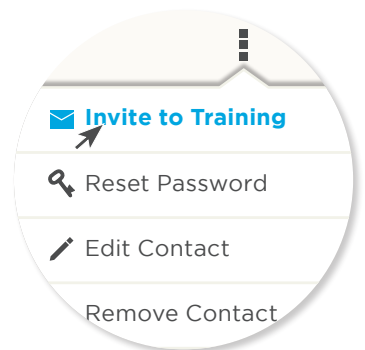 Invite to Training
Reset Password
Edit Contact
Remove Contact